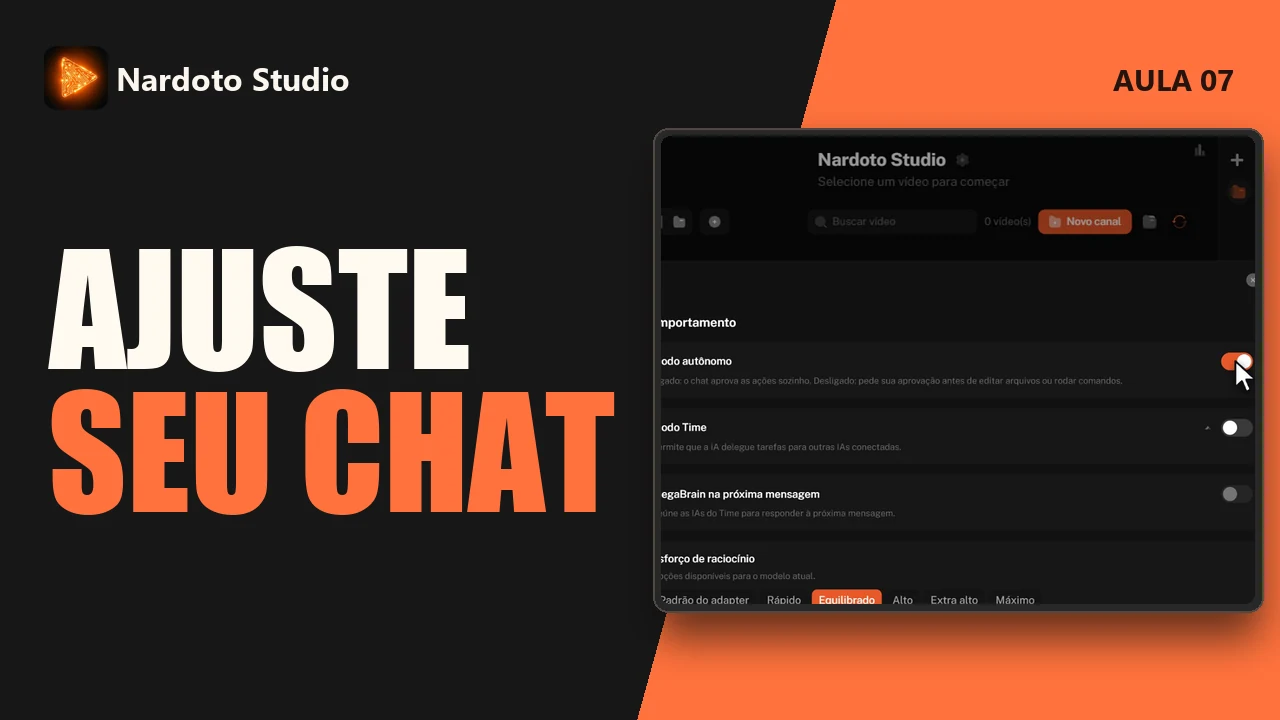 Nardoto Studio
AULA 07
AJUSTE
SEU CHAT
Nardoto Studio
Selecione um vídeo para começar
Buscar vídeo
0 vídeo(s)
Novo canal
mportamento
odo autônomo
gado: o chat aprova as ações sozinho. Desligado: pede sua aprovação antes de editar arquivos ou rodar comandos.
odo Time
ermite que a IA delegue tarefas para outras IAs conectadas.
egaBrain na próxima mensagem
eúne as IAs do Time para responder à próxima mensagem.
sforço de raciocínio
pções disponíveis para o modelo atual.
Padrão do adapter Rápido Equilibrado Alto Extra alto Máximo